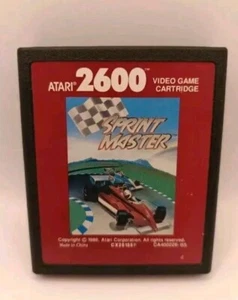 ATARI® 2600 VIDEO GAME CARTRIDGE
SPRINT
MASTER
Copyright © 1988, Atari Corporation. All rights reserved.
Made in China